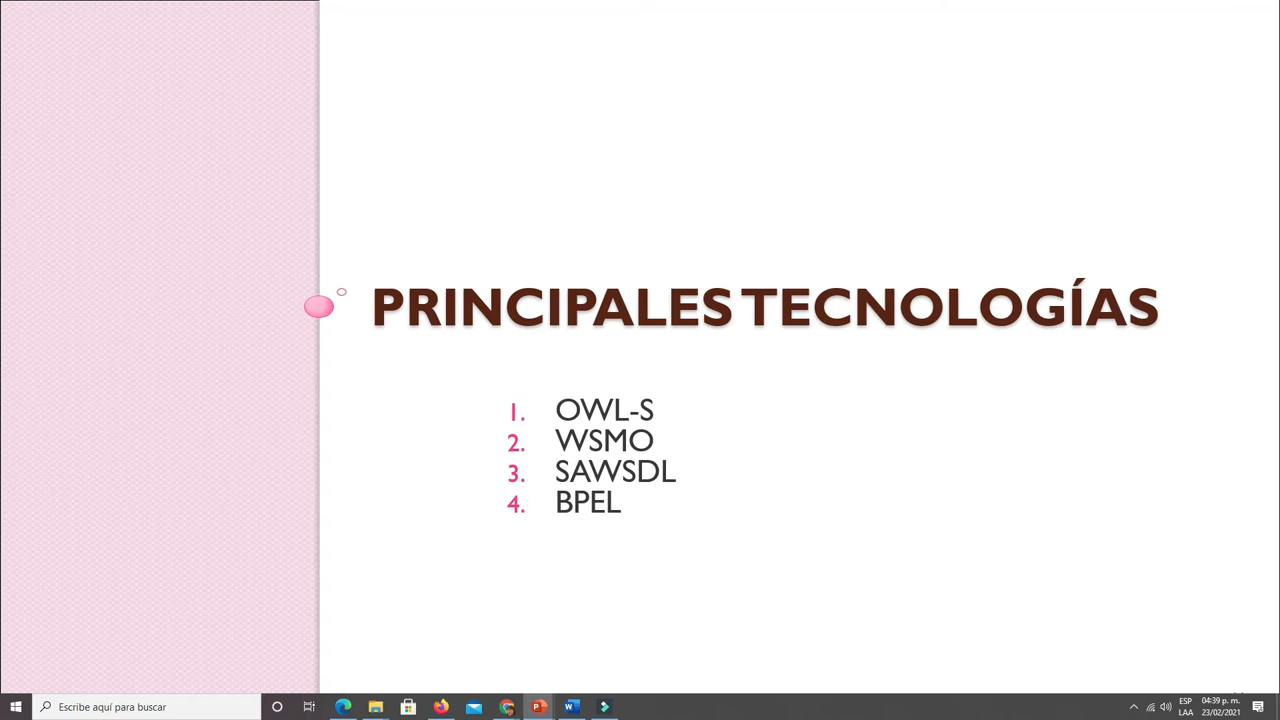 PRINCIPALES TECNOLOGÍAS
1. OWL-S
2. WSMO
3. SAWSDL
4. BPEL
Escribe aquí para buscar
ESP
LAA
04:39 p. m.
23/02/2021